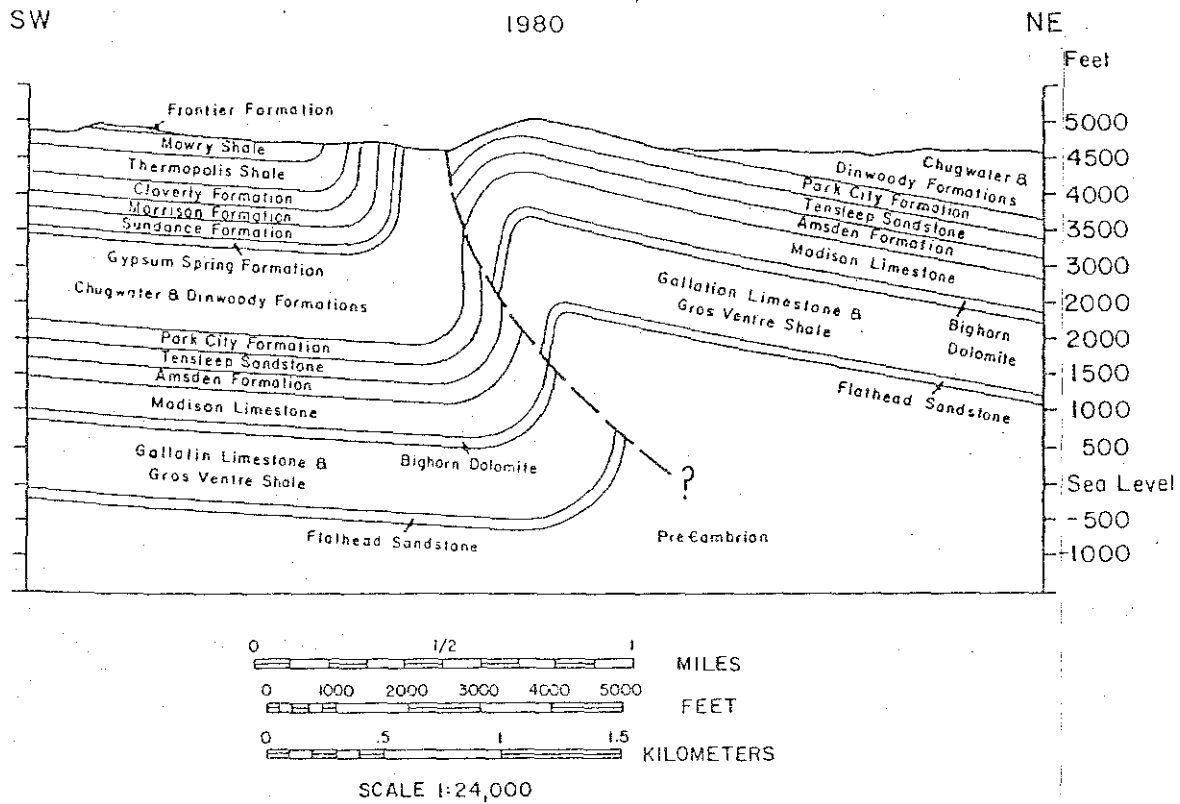 SW
1980
NE
Feet
Frontier Formation
Mowry Shale
Thermopolis Shale
Cloverly Formation
Morrison Formation
Sundance Formation
Gypsum Spring Formation
Chugwater & Dinwoody Formations
Park City Formation
Tensleep Sandstone
Amsden Formation
Madison Limestone
Gallatin Limestone &
Gros Ventre Shale
Bighorn Dolomite
Flathead Sandstone
?
Pre Cambrian
Chugwater &
Dinwoody Formations
Park City Formation
Tensleep Sandstone
Amsden Formation
Madison Limestone
Gallation Limestone &
Gros Ventre Shale
Bighorn
Dolomite
Flathead Sandstone
5000
4500
4000
3500
3000
2000
2000
1500
1000
500
Sea Level
-500
-1000
0 1/2 1
MILES
0 1000 2000 3000 4000 5000
FEET
0 .5 1 1.5
KILOMETERS
SCALE 1:24,000